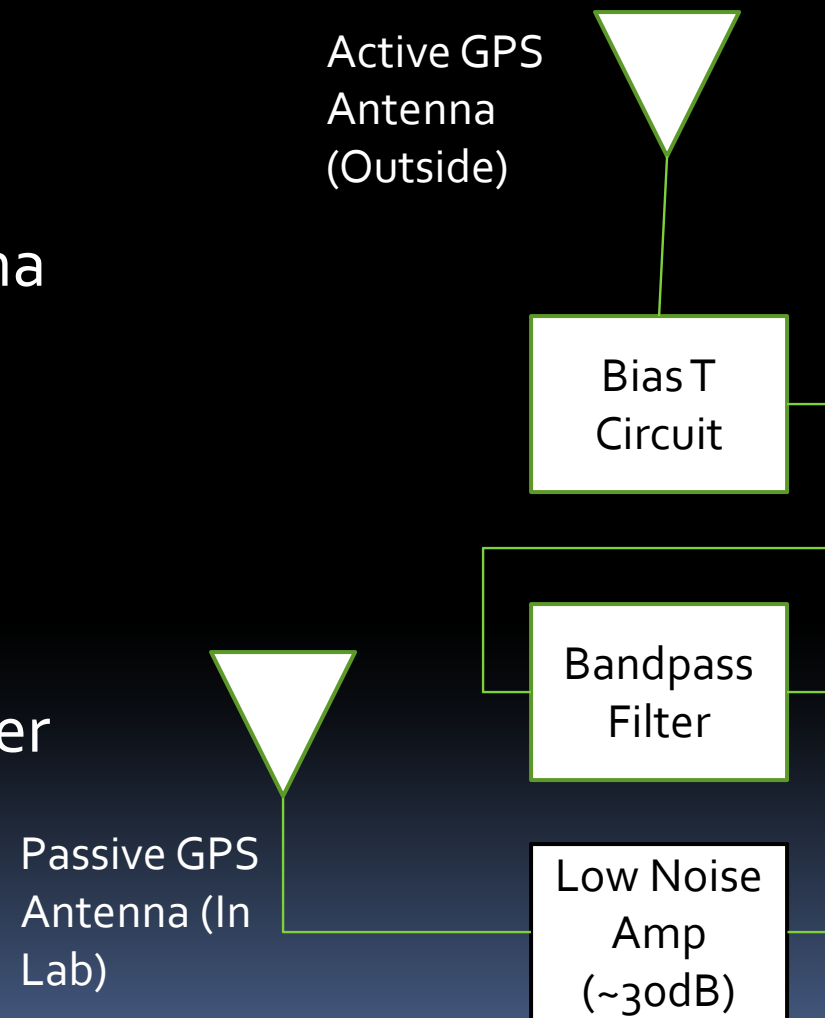 Active GPS
Antenna
(Outside)
na
Bias T
Circuit
Bandpass
Filter
er
Passive GPS
Antenna (In
Lab)
Low Noise
Amp
(~30dB)